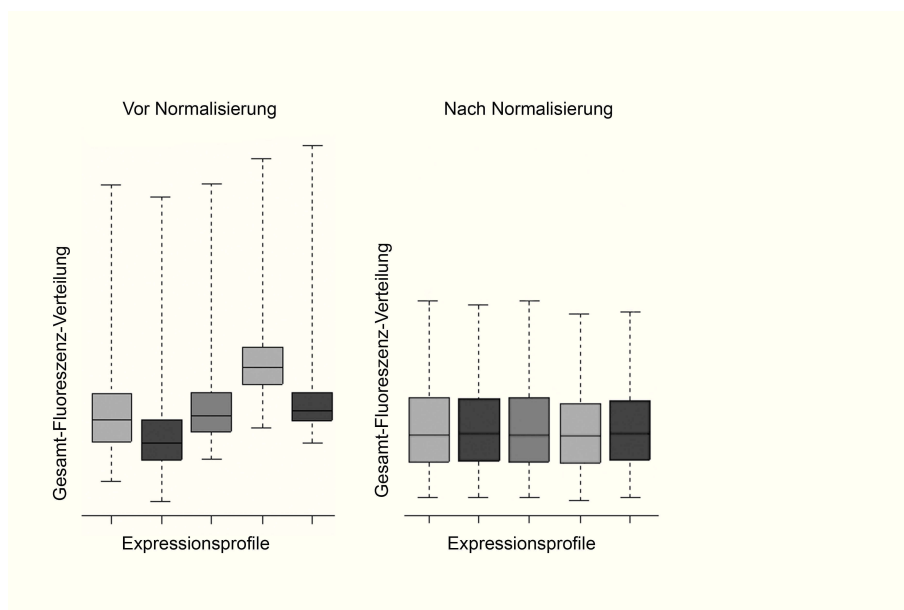 Vor Normalisierung
Gesamt-Fluoreszenz-Verteilung
Expressionsprofile
Nach Normalisierung
Gesamt-Fluoreszenz-Verteilung
Expressionsprofile